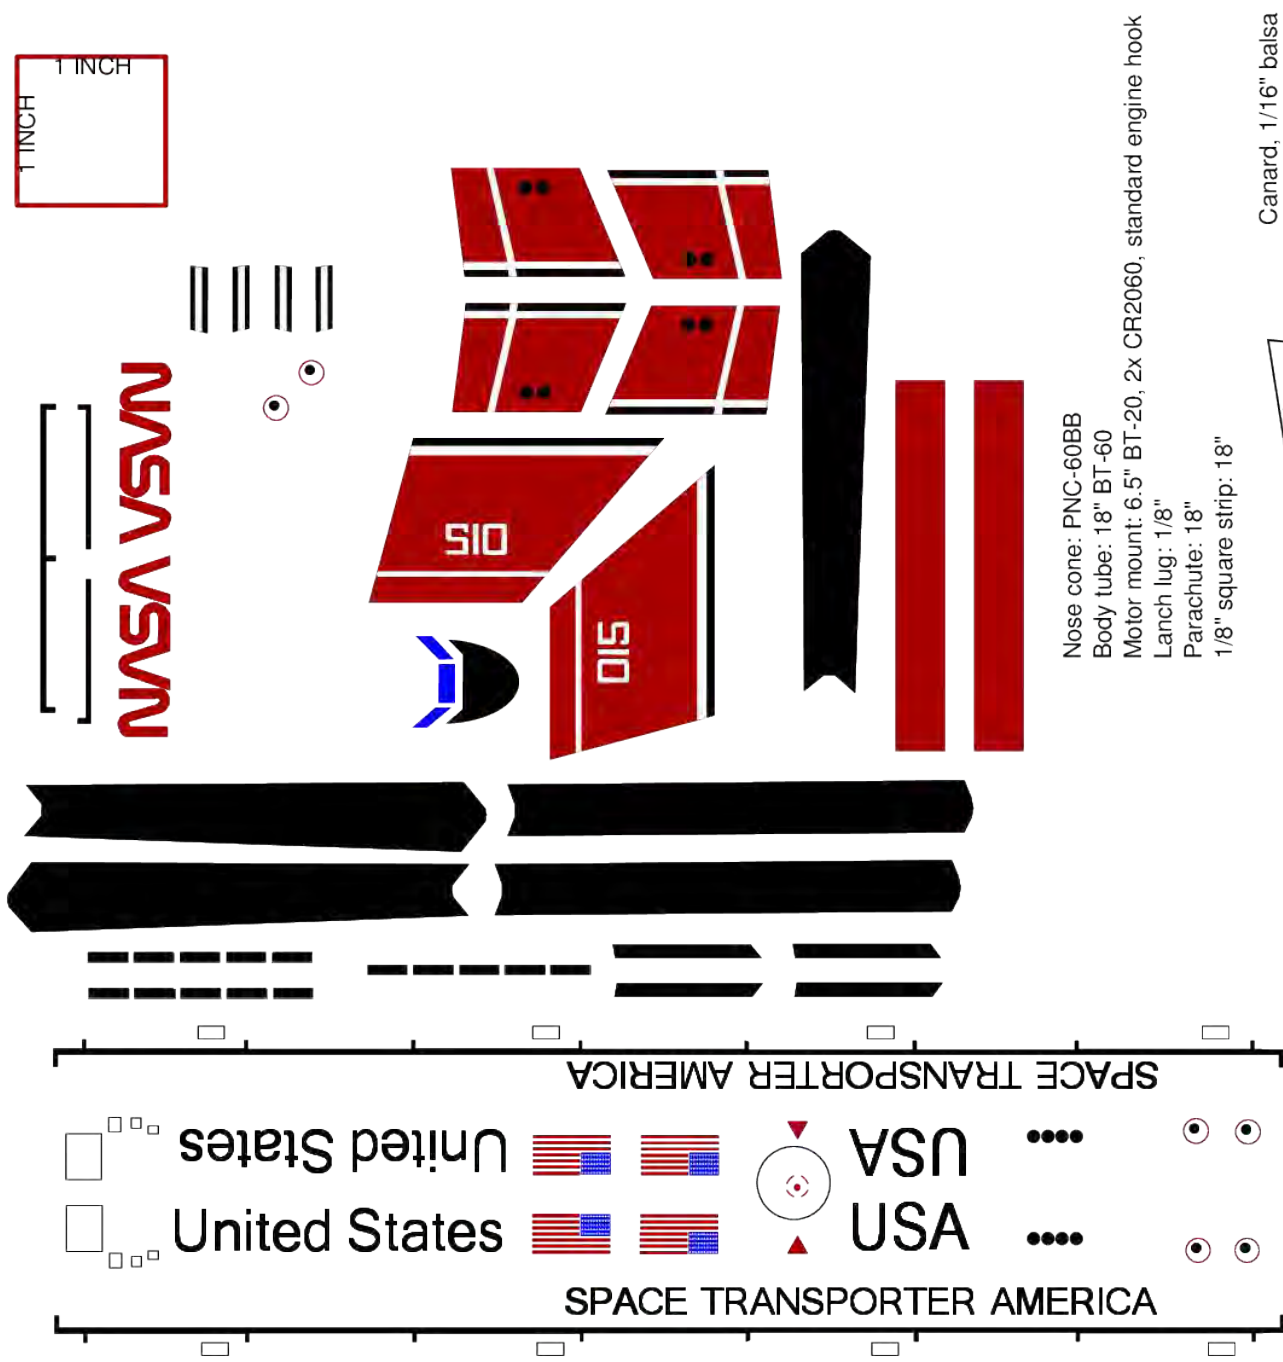 1 INCH
1 INCH
NASA NASA
510
510
Nose cone: PNC-60BB
Body tube: 18" BT-60
Motor mount: 6.5" BT-20, 2x CR2060, standard engine hook
Lanch lug: 1/8"
Parachute: 18"
1/8" square strip: 18"
Canard, 1/16" balsa
SPACE TRANSPORTER AMERICA
United States
USA
United States
USA
SPACE TRANSPORTER AMERICA